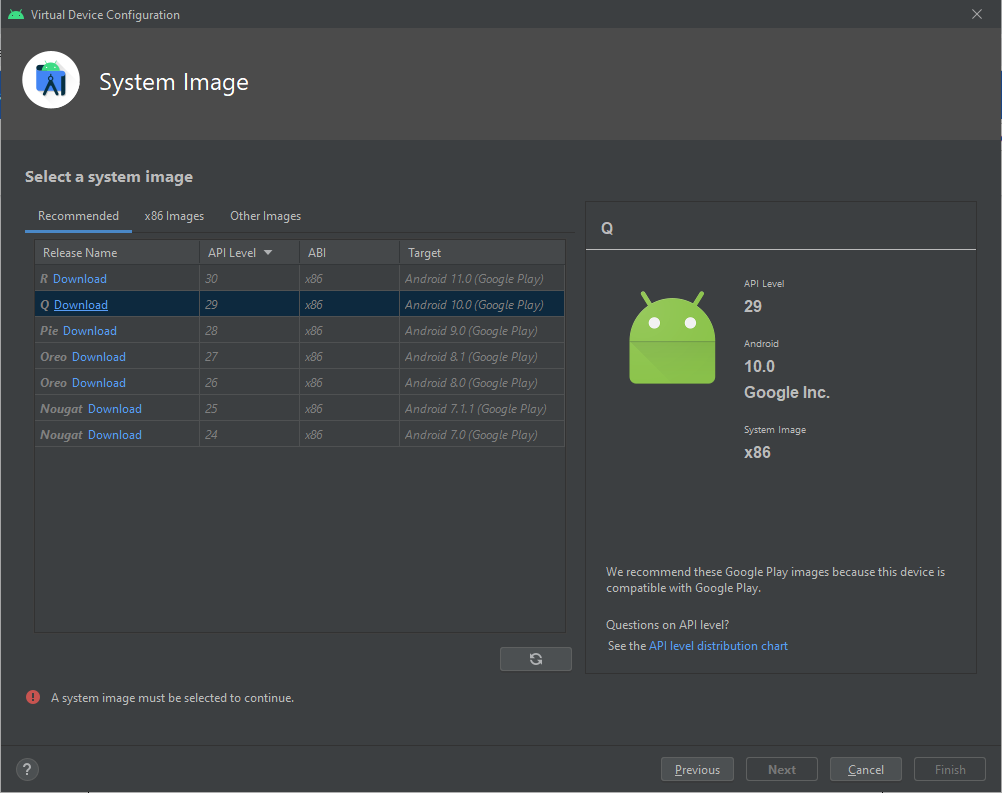 Virtual Device Configuration
System Image
Select a system image
Recommended x86 Images Other Images
Release Name API Level ABI Target
R Download 30 x86 Android 11.0 (Google Play)
Q Download 29 x86 Android 10.0 (Google Play)
Pie Download 28 x86 Android 9.0 (Google Play)
Oreo Download 27 x86 Android 8.1 (Google Play)
Oreo Download 26 x86 Android 8.0 (Google Play)
Nougat Download 25 x86 Android 7.1.1 (Google Play)
Nougat Download 24 x86 Android 7.0 (Google Play)
Q
API Level
29
Android
10.0
Google Inc.
System Image
x86
We recommend these Google Play images because this device is
compatible with Google Play.
Questions on API level?
See the API level distribution chart
A system image must be selected to continue.
? Previous Next Cancel Finish